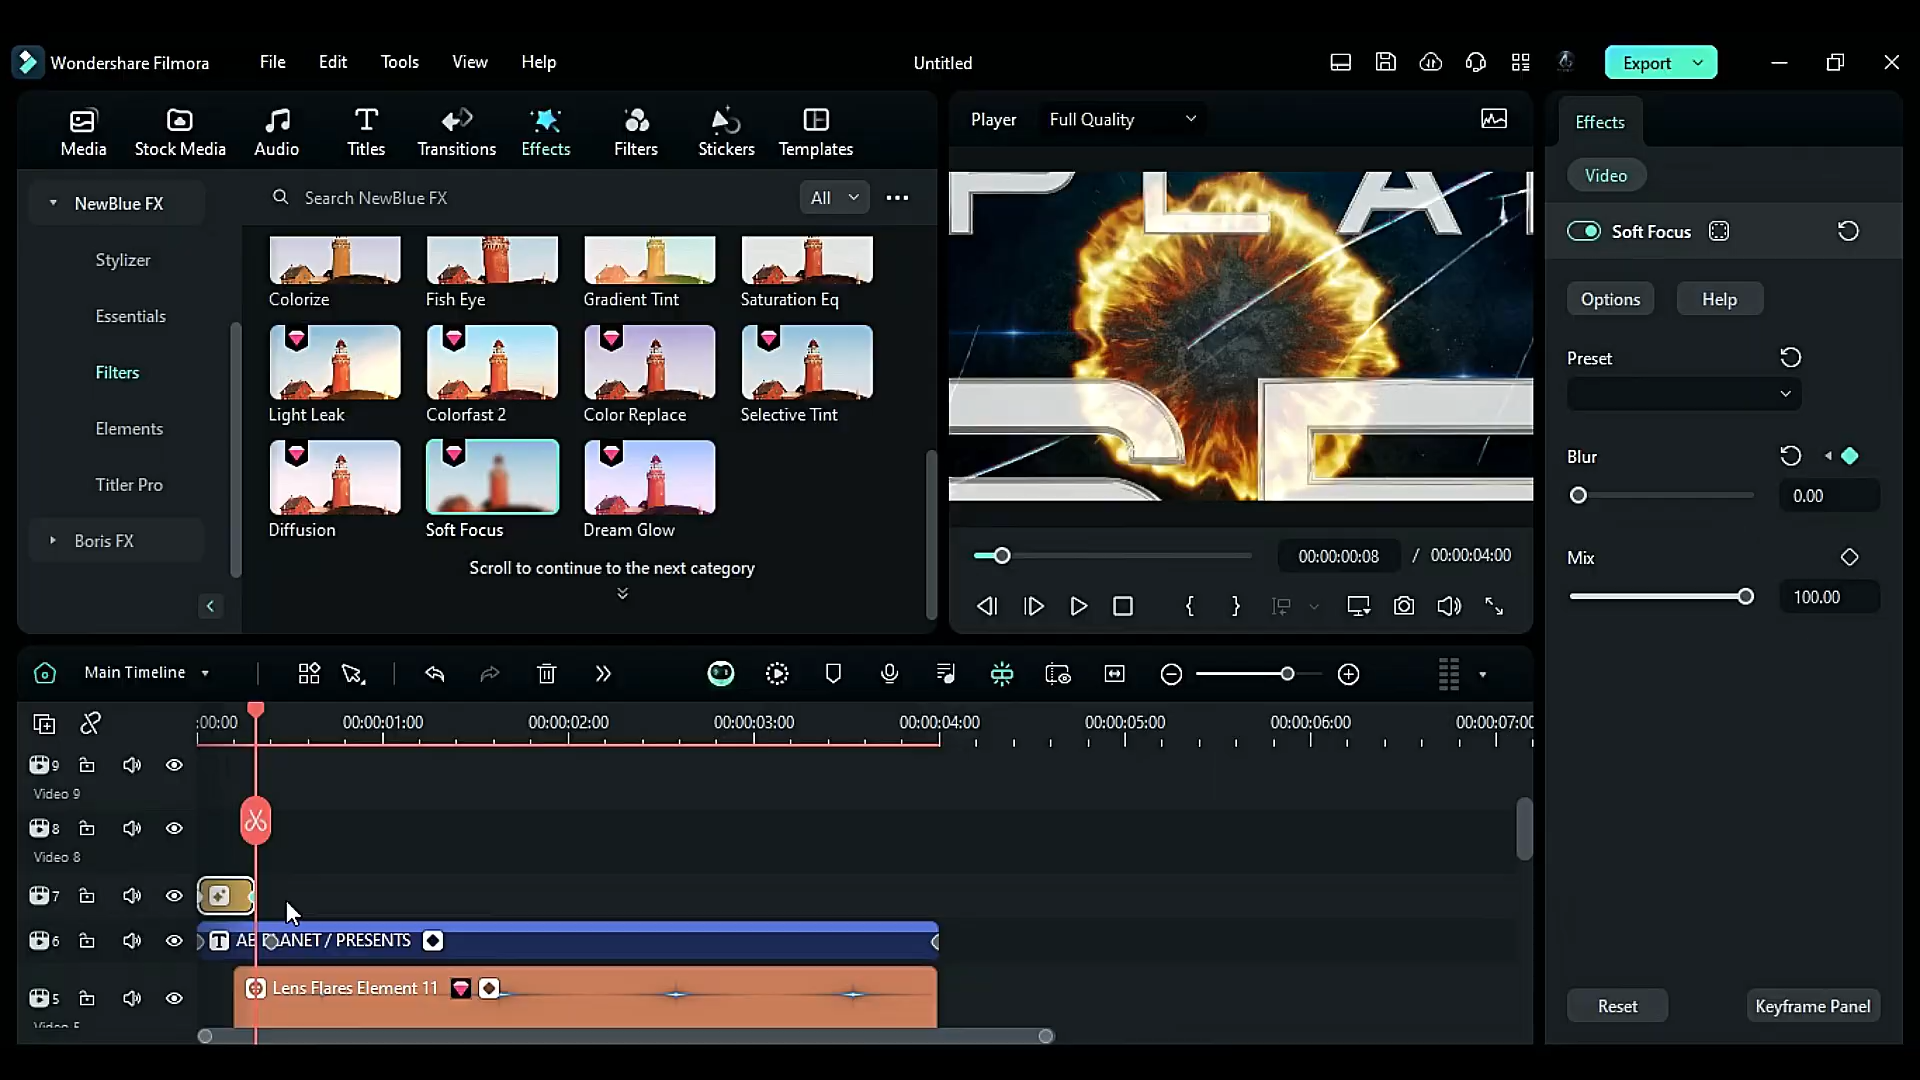 Wondershare Filmora
File
Edit
Tools
View
Help
Untitled
Export
Media
Stock Media
Audio
Titles
Transitions
Effects
Filters
Stickers
Templates
Player
Full Quality
Effects
Video
NewBlue FX
Search NewBlue FX
All
PLA
Soft Focus
Stylizer
Essentials
Filters
Elements
Titler Pro
Boris FX
Colorize
Fish Eye
Gradient Tint
Saturation Eq
Light Leak
Colorfast 2
Color Replace
Selective Tint
Diffusion
Soft Focus
Dream Glow
Scroll to continue to the next category
Options
Help
Preset
Blur
0.00
Mix
100.00
00:00:00:08 / 00:00:04:00
Main Timeline
:00:00
00:00:01:00
00:00:02:00
00:00:03:00
00:00:04:00
00:00:05:00
00:00:06:00
00:00:07:00
9
Video 9
8
Video 8
7
6
AE PLANET / PRESENTS
5
Lens Flares Element 11
Video 5
Reset
Keyframe Panel